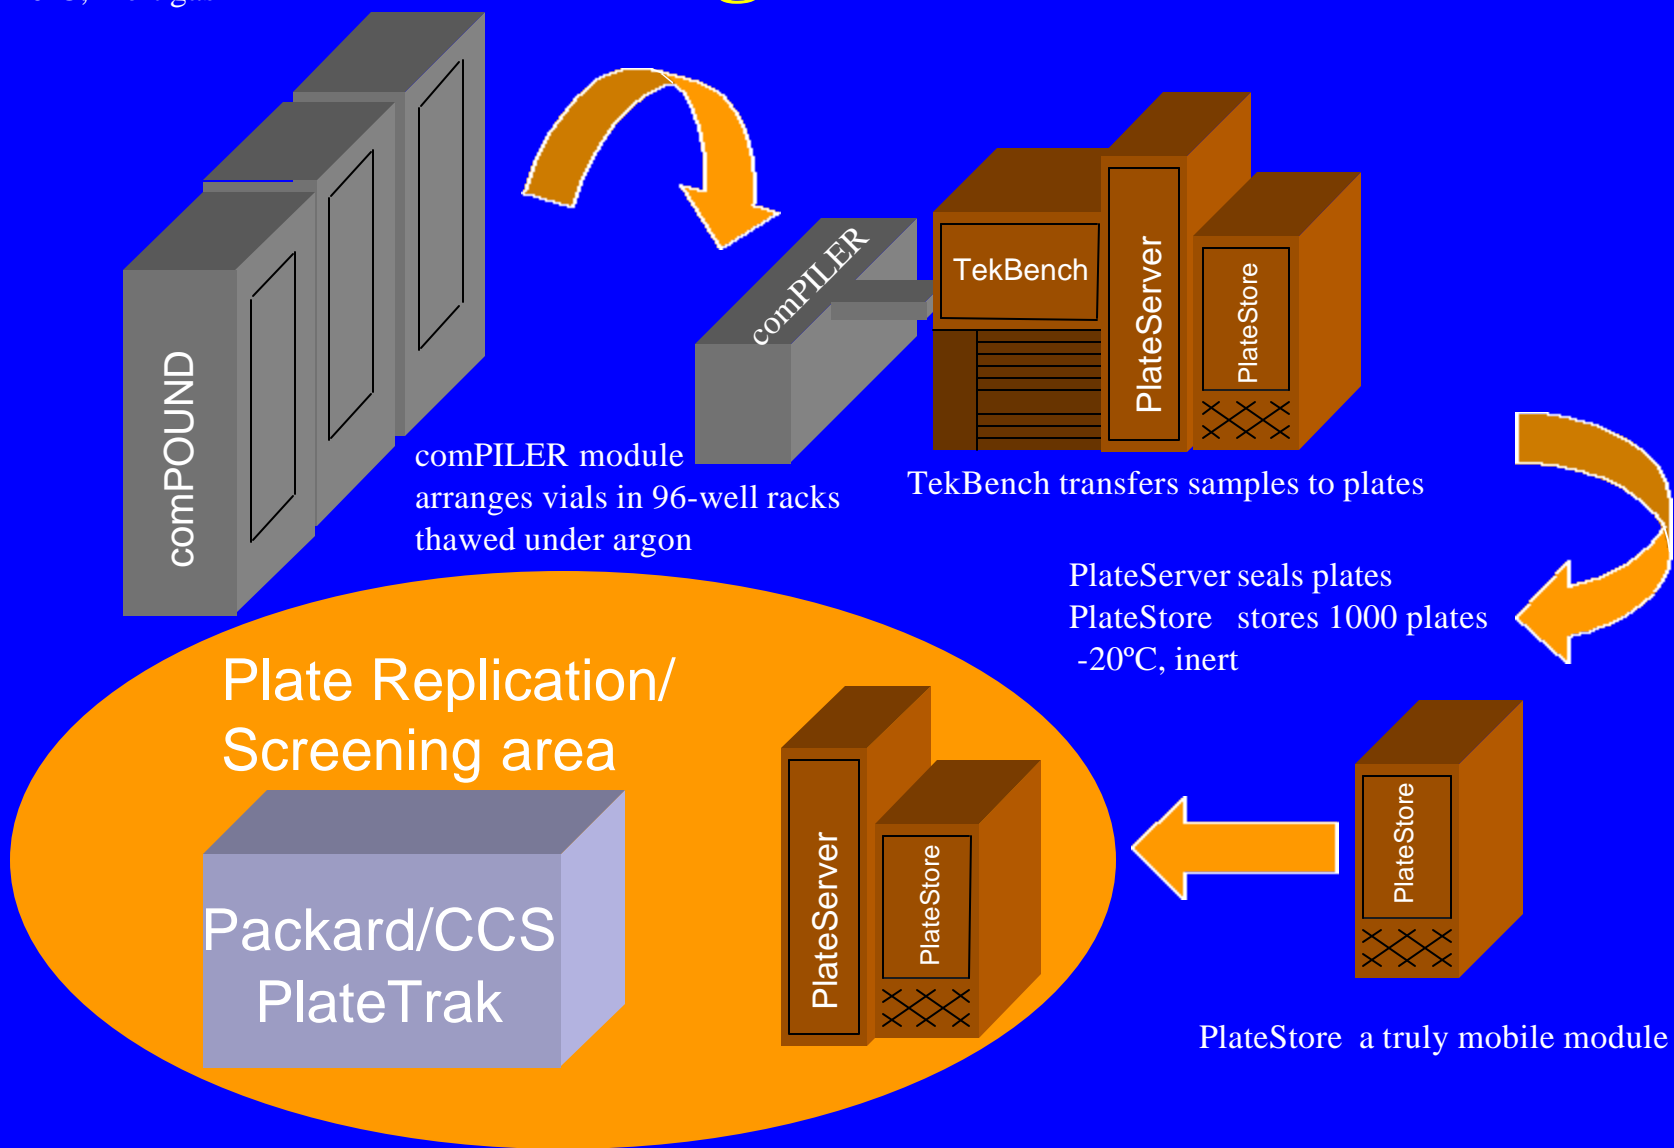 comPOUND
comPILER
TekBench
PlateServer
PlateStore
comPILER module
arranges vials in 96-well racks
thawed under argon
TekBench transfers samples to plates
PlateServer seals plates
PlateStore stores 1000 plates
-20ºC, inert
Plate Replication/
Screening area
Packard/CCS
PlateTrak
PlateServer
PlateStore
PlateStore
PlateStore a truly mobile module